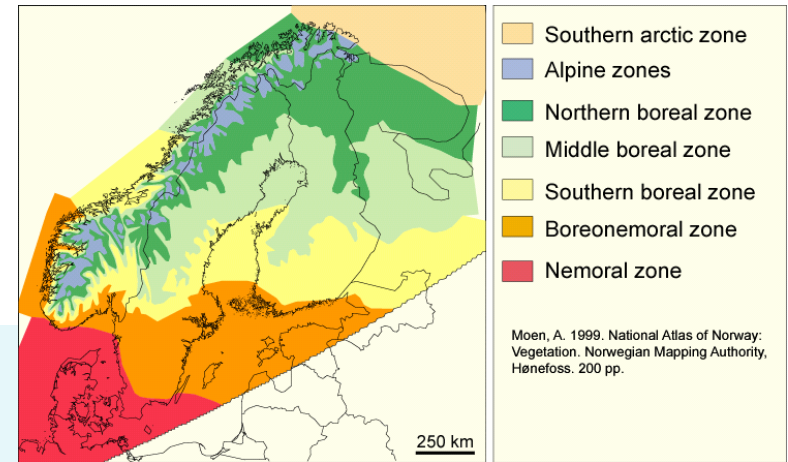 Southern arctic zone
Alpine zones
Northern boreal zone
Middle boreal zone
Southern boreal zone
Boreonemoral zone
Nemoral zone
Moen, A. 1999. National Atlas of Norway:
Vegetation. Norwegian Mapping Authority,
Hønefoss. 200 pp.
250 km